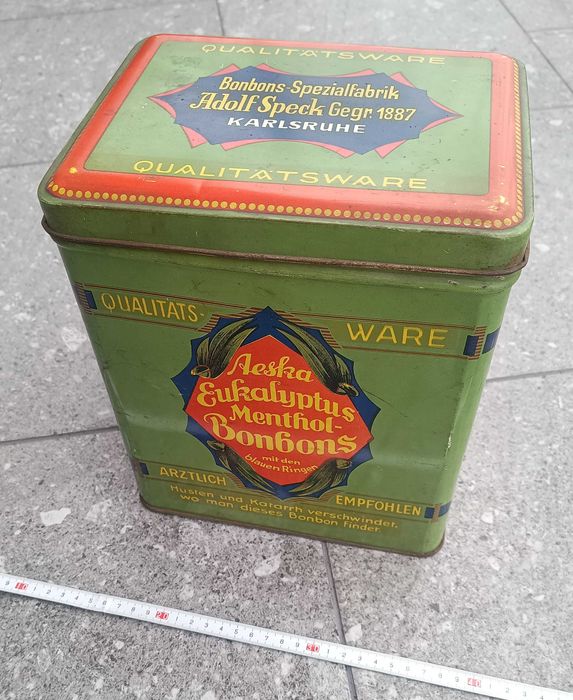 QUALITÄTSWARE
Bonbons-Spezialfabrik
Adolf Speck Gegr. 1887
KARLSRUHE
QUALITÄTSWARE
QUALITÄTS-WARE
Aeska
Eukalyptus
Menthol-
Bonbons
mit den
blauen Ringen
ÄRZTLICH EMPFOHLEN
Husten und Katarrh verschwindet,
wo man dieses Bonbon findet.